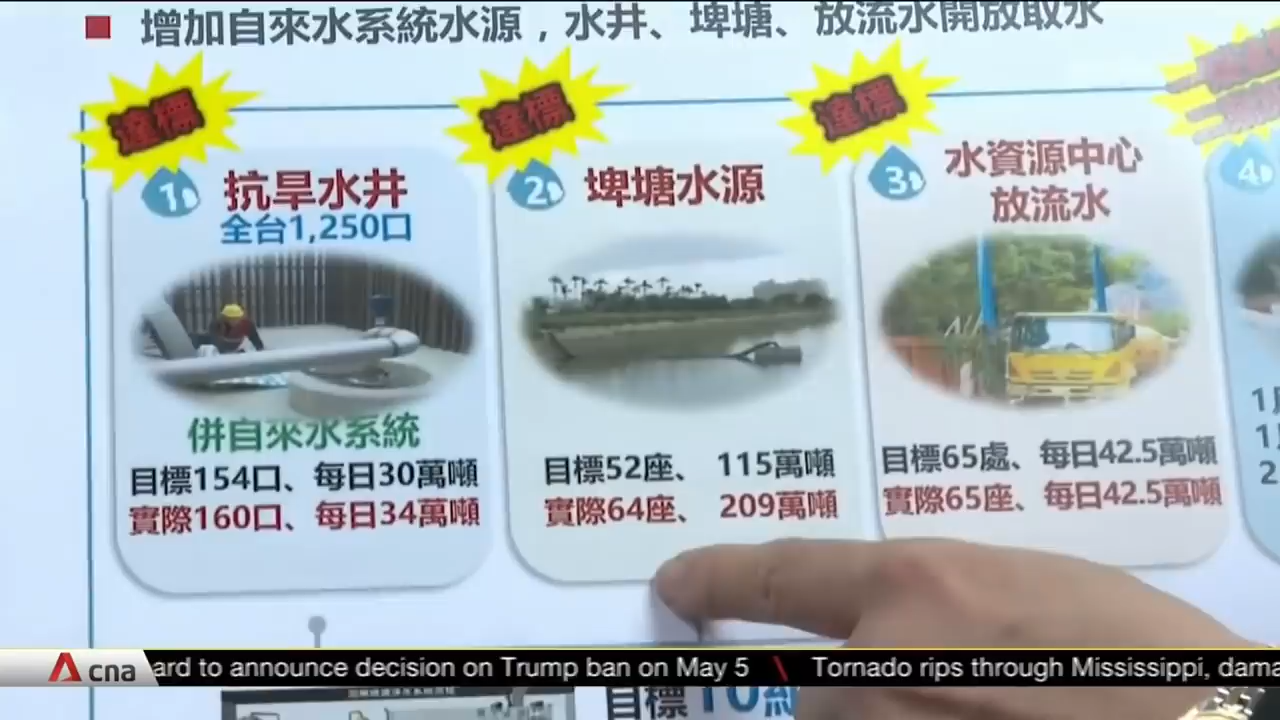 ■ 增加自來水系統水源，水井、埤塘、放流水開放取水
達標
達標
達標
1
抗旱水井
全台1,250口
併自來水系統
目標154口、每日30萬噸
實際160口、每日34萬噸
2
埤塘水源
目標52座、 115萬噸
實際64座、 209萬噸
3
水資源中心
放流水
目標65處、每日42.5萬噸
實際65座、每日42.5萬噸
4
目標10
cna
ard to announce decision on Trump ban on May 5 \ Tornado rips through Mississippi, dama